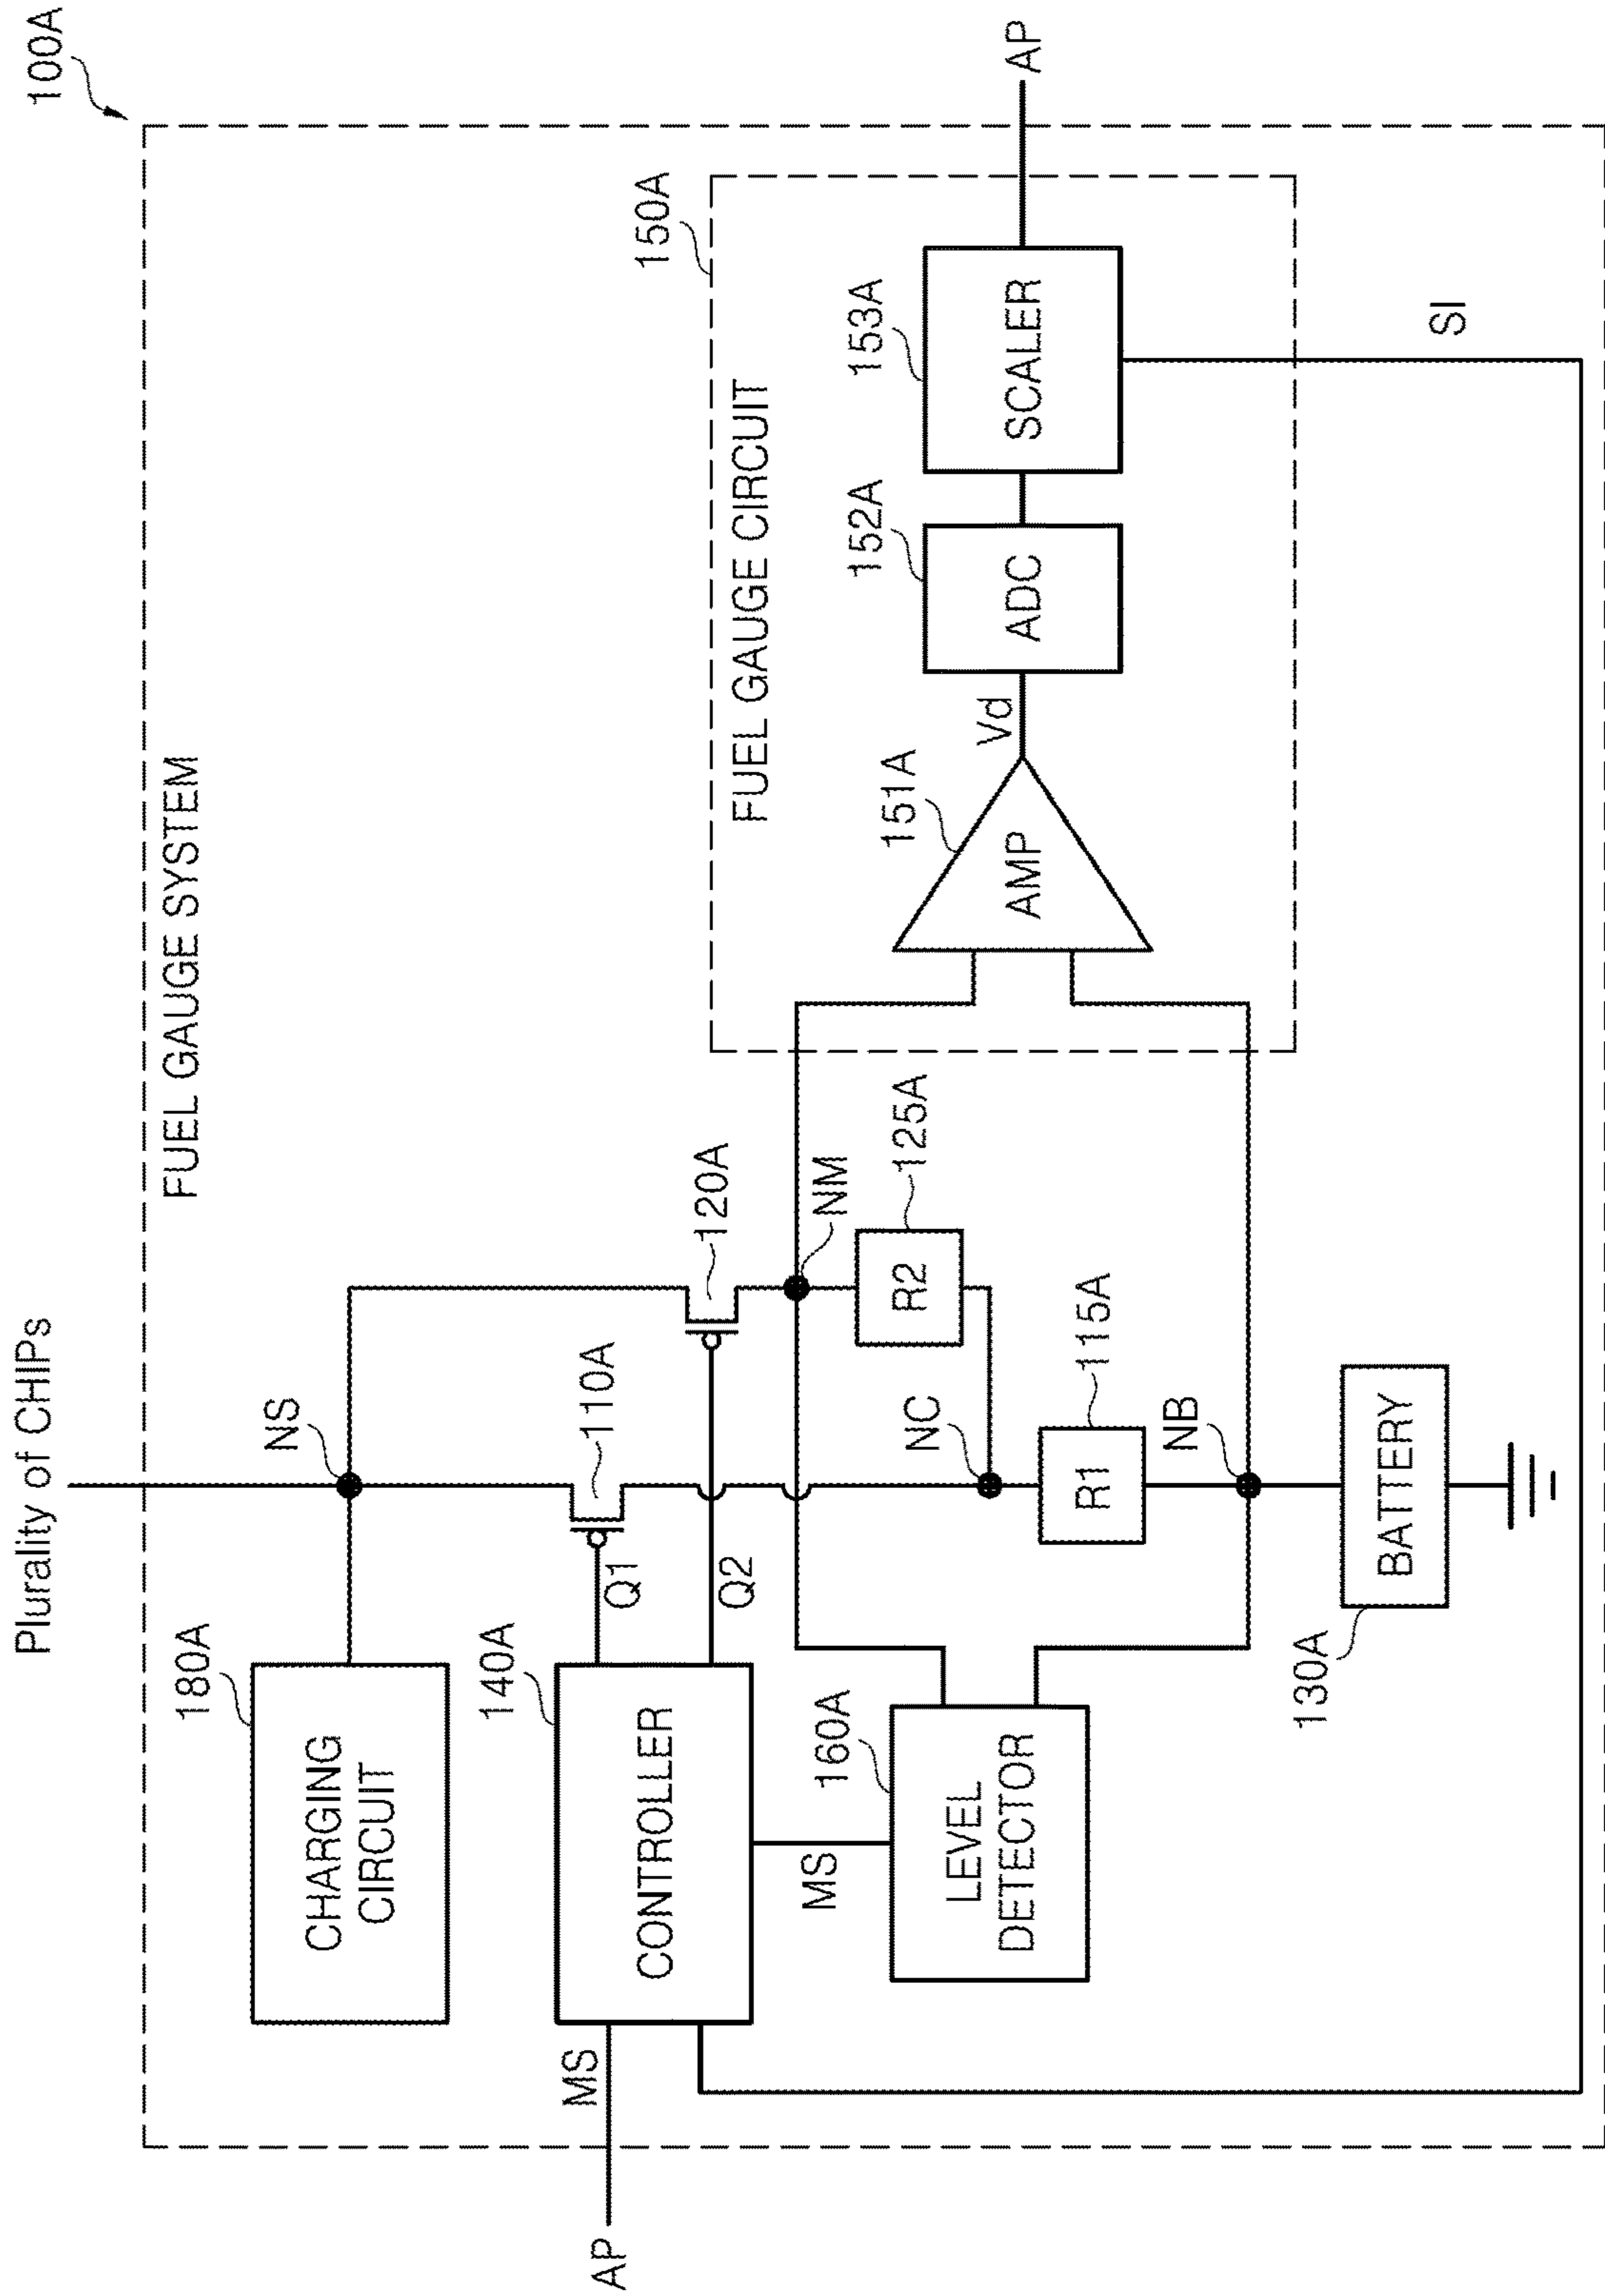 100A
Plurality of CHIPs
FUEL GAUGE SYSTEM
NS
180A
CHARGING
CIRCUIT
150A
FUEL GAUGE CIRCUIT
110A
120A
Q1
Q2
140A
CONTROLLER
MS
AP
NM
R2
125A
NC
R1
115A
NB
151A
AMP
Vd
152A
ADC
153A
SCALER
AP
MS
160A
LEVEL
DETECTOR
130A
BATTERY
SI